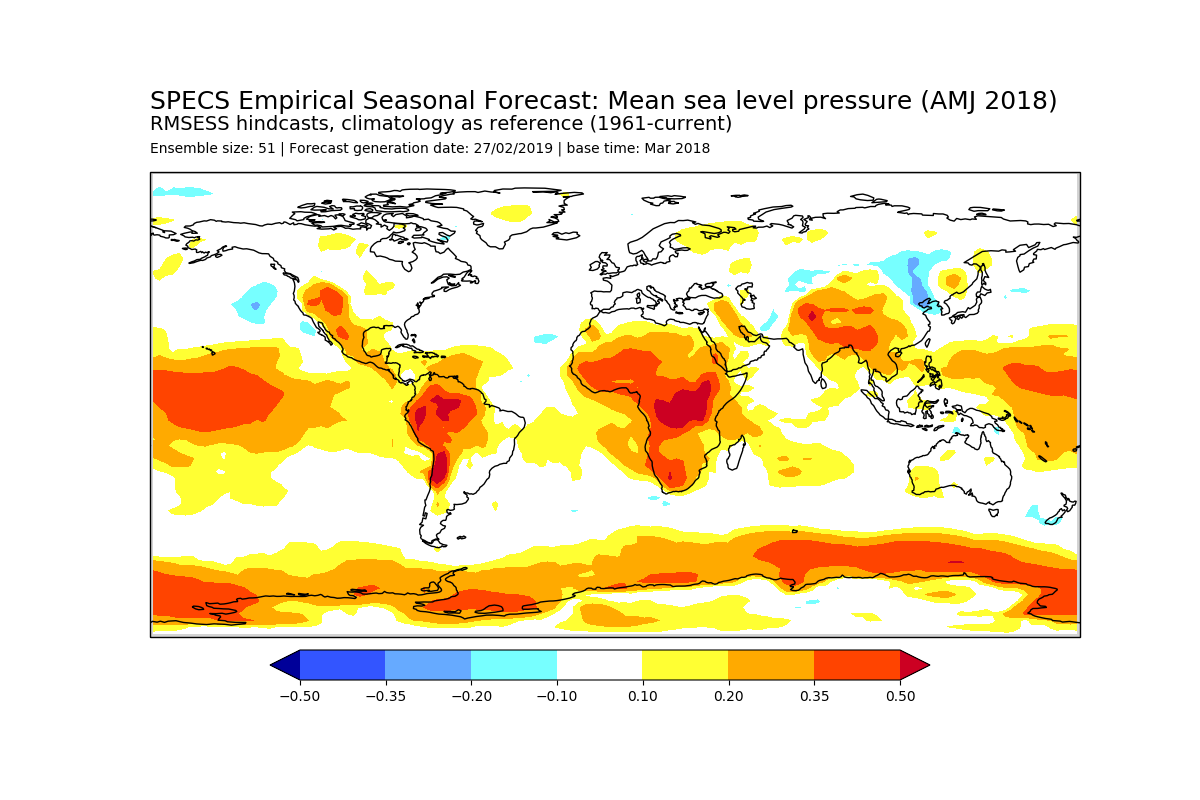 SPECS Empirical Seasonal Forecast: Mean sea level pressure (AMJ 2018)
RMSESS hindcasts, climatology as reference (1961-current)
Ensemble size: 51 | Forecast generation date: 27/02/2019 | base time: Mar 2018
−0.50 −0.35 −0.20 −0.10 0.10 0.20 0.35 0.50